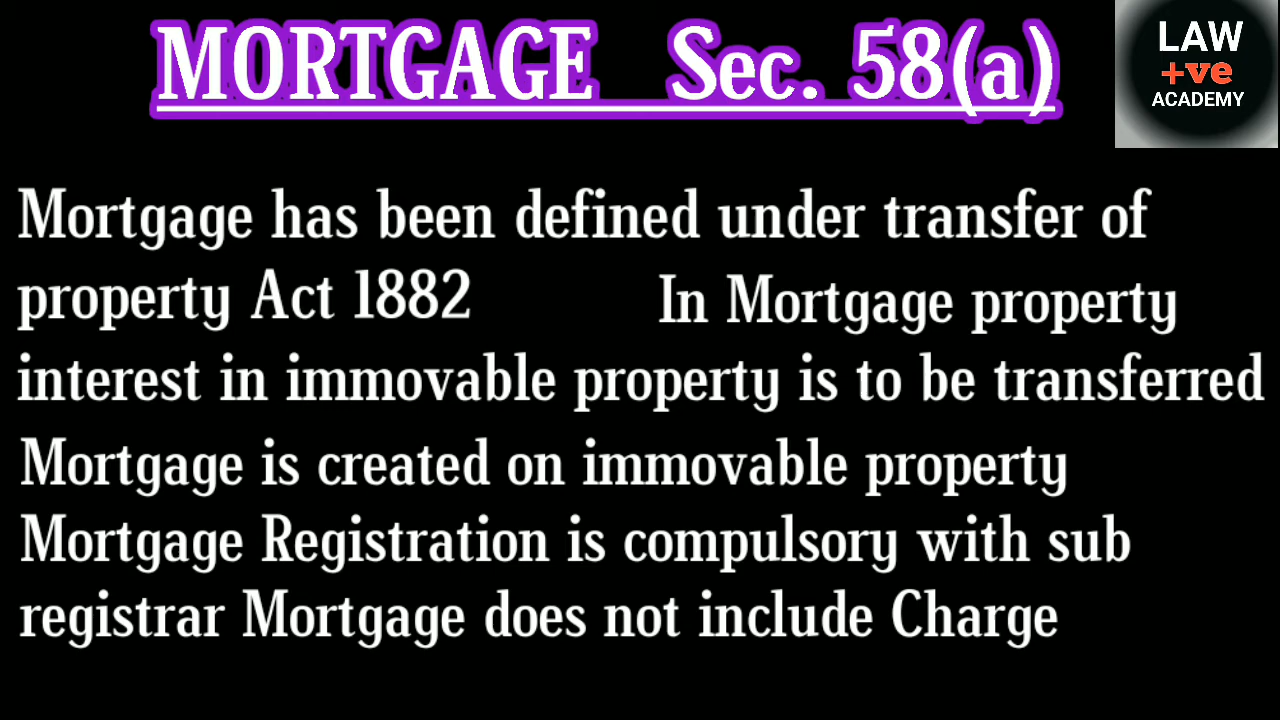 MORTGAGE Sec. 58(a)
LAW
+ve
ACADEMY
Mortgage has been defined under transfer of
property Act 1882 In Mortgage property
interest in immovable property is to be transferred
Mortgage is created on immovable property
Mortgage Registration is compulsory with sub
registrar Mortgage does not include Charge